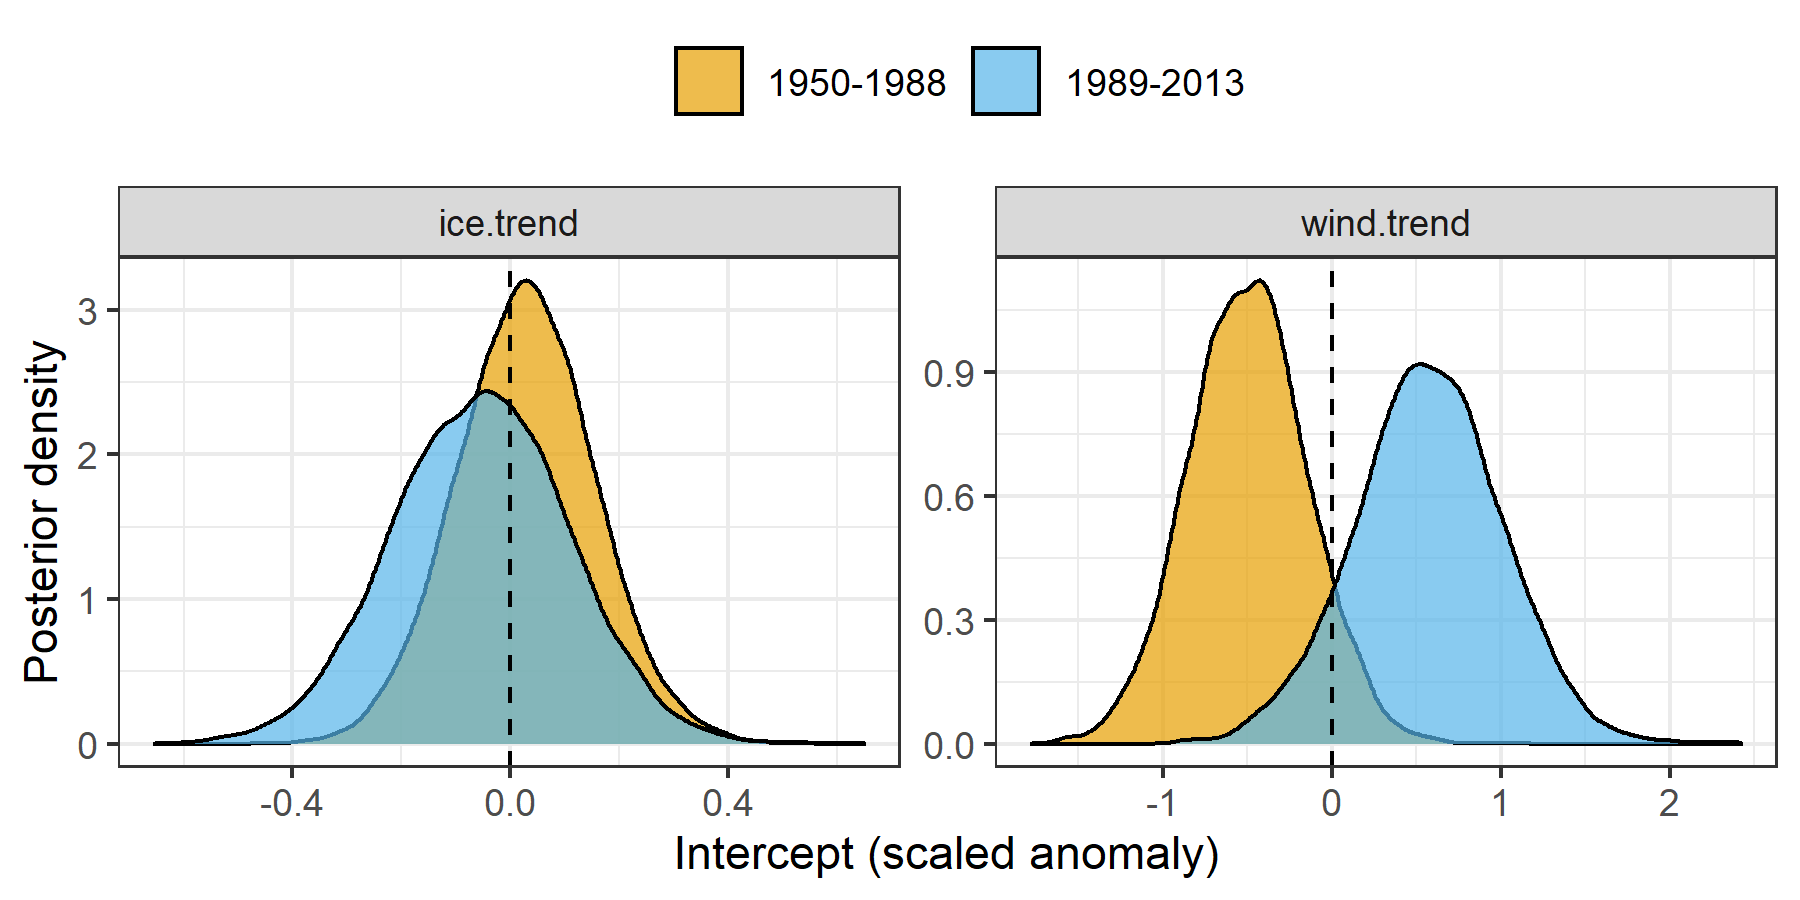 1950-1988 1989-2013
ice.trend wind.trend
Posterior density
3
2
1
0
0.9
0.6
0.3
0.0
-0.4 0.0 0.4
-1 0 1 2
Intercept (scaled anomaly)